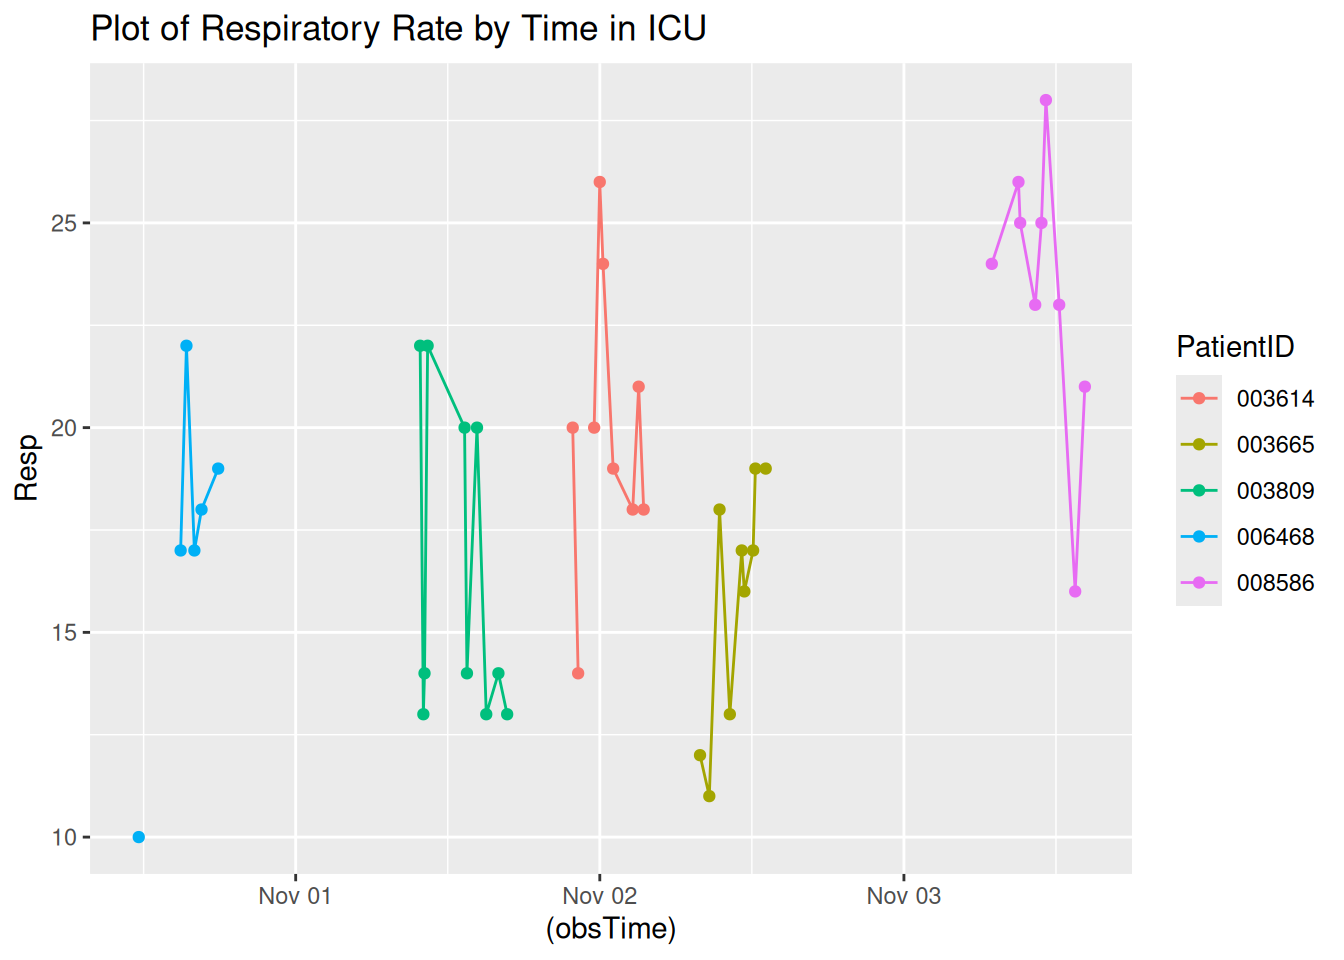 Plot of Respiratory Rate by Time in ICU
Resp
25
20
15
10
Nov 01
Nov 02
Nov 03
(obsTime)
PatientID
003614
003665
003809
006468
008586